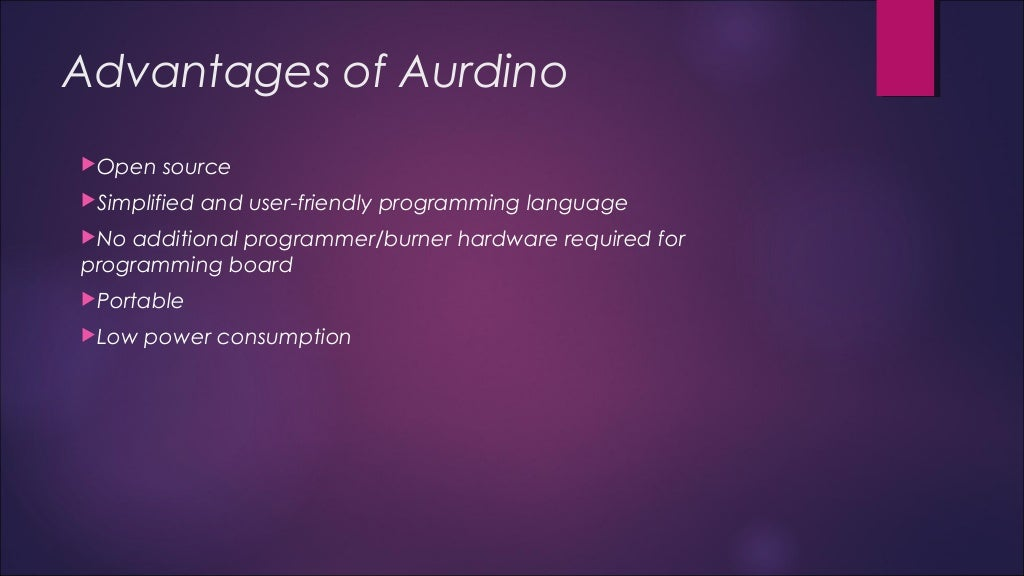 Advantages of Aurdino
Open source
Simplified and user-friendly programming language
No additional programmer/burner hardware required for
programming board
Portable
Low power consumption